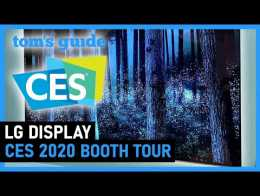 tom's guide
CES
LG DISPLAY
CES 2020 BOOTH TOUR